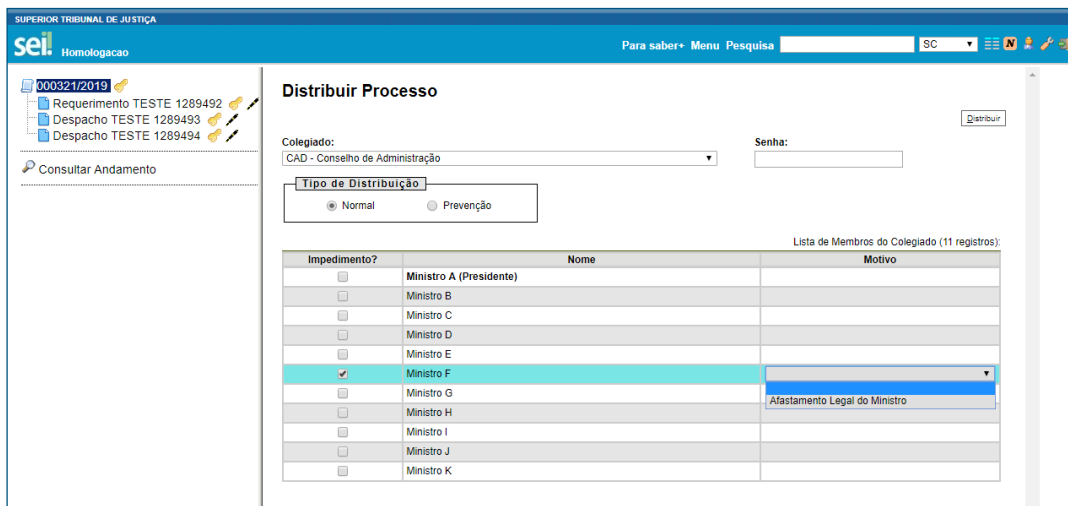 SUPERIOR TRIBUNAL DE JUSTIÇA
sei! Homologacao
Para saber+ Menu Pesquisa
SC
N
000321/2019
Requerimento TESTE 1289492
Despacho TESTE 1289493
Despacho TESTE 1289494
Consultar Andamento
Distribuir Processo
Distribuir
Colegiado:
Senha:
CAD - Conselho de Administração
Tipo de Distribuição
Normal
Prevenção
Lista de Membros do Colegiado (11 registros):
Impedimento? Nome Motivo
Ministro A (Presidente)
Ministro B
Ministro C
Ministro D
Ministro E
Ministro F
Ministro G
Afastamento Legal do Ministro
Ministro H
Ministro I
Ministro J
Ministro K